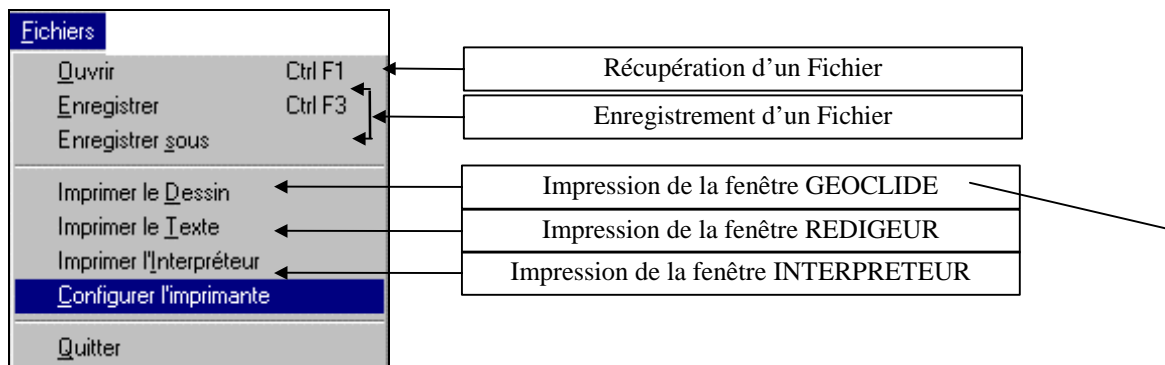 Fichiers
Ouvrir Ctrl F1
Récupération d'un Fichier
Enregistrer Ctrl F3
Enregistrement d'un Fichier
Enregistrer sous
Imprimer le Dessin
Impression de la fenêtre GEOCLIDE
Imprimer le Texte
Impression de la fenêtre REDIGEUR
Imprimer l'Interpréteur
Impression de la fenêtre INTERPRETEUR
Configurer l'imprimante
Quitter